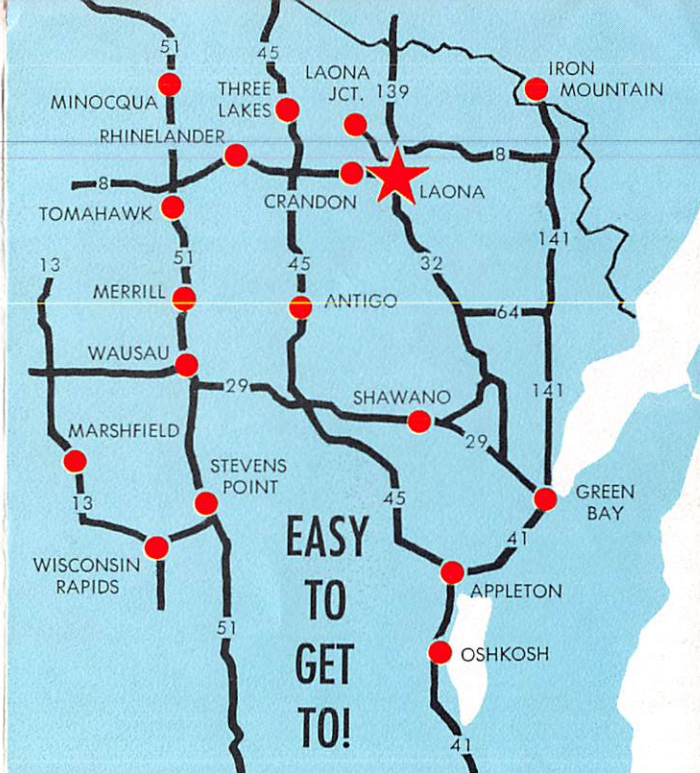 51
45
IRON
MOUNTAIN
LAONA
JCT.
139
THREE
LAKES
MINOCQUA
RHINELANDER
8
8
CRANDON
LAONA
TOMAHAWK
141
51
13
45
32
MERRILL
ANTIGO
64
WAUSAU
29
SHAWANO
141
MARSHFIELD
29
STEVENS
POINT
13
45
GREEN
BAY
EASY
TO
GET
TO!
41
WISCONSIN
RAPIDS
APPLETON
51
OSHKOSH
41